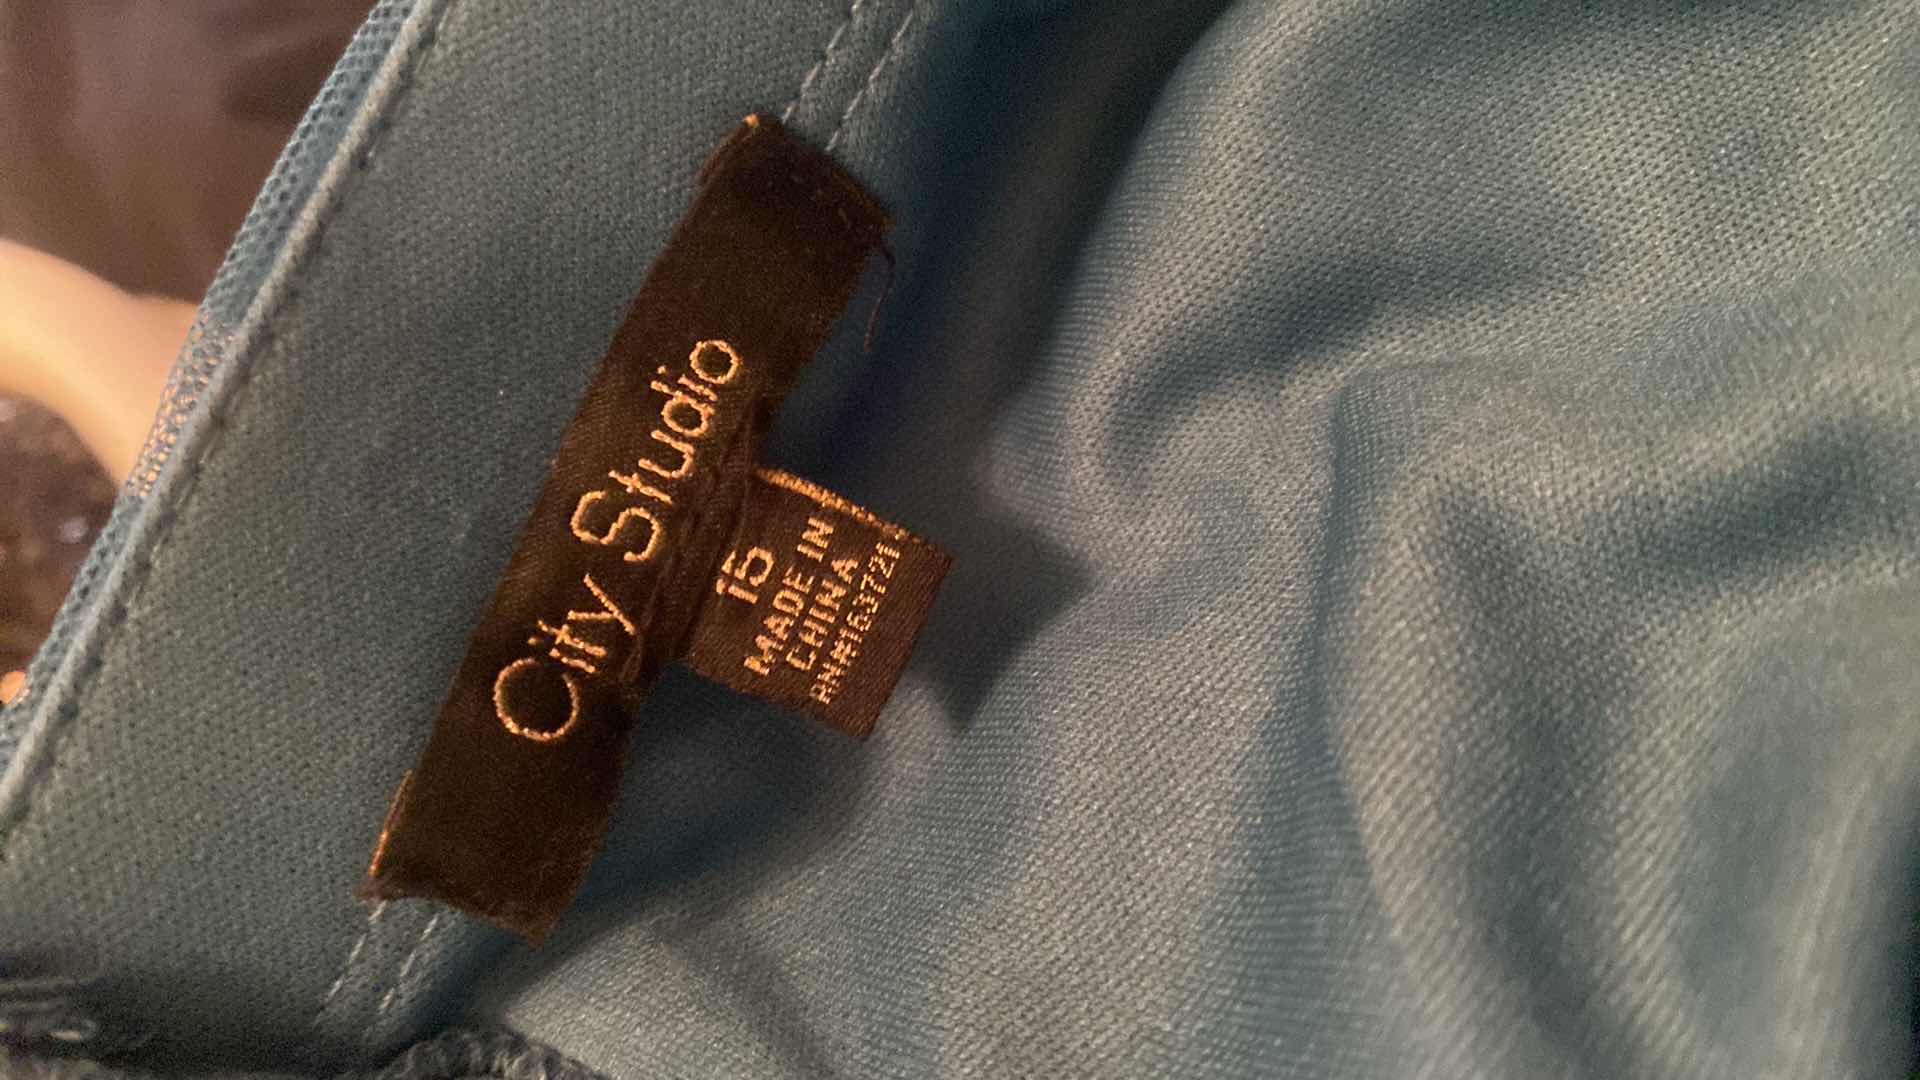 City Studio
15
MADE IN
CHINA
RN#163721